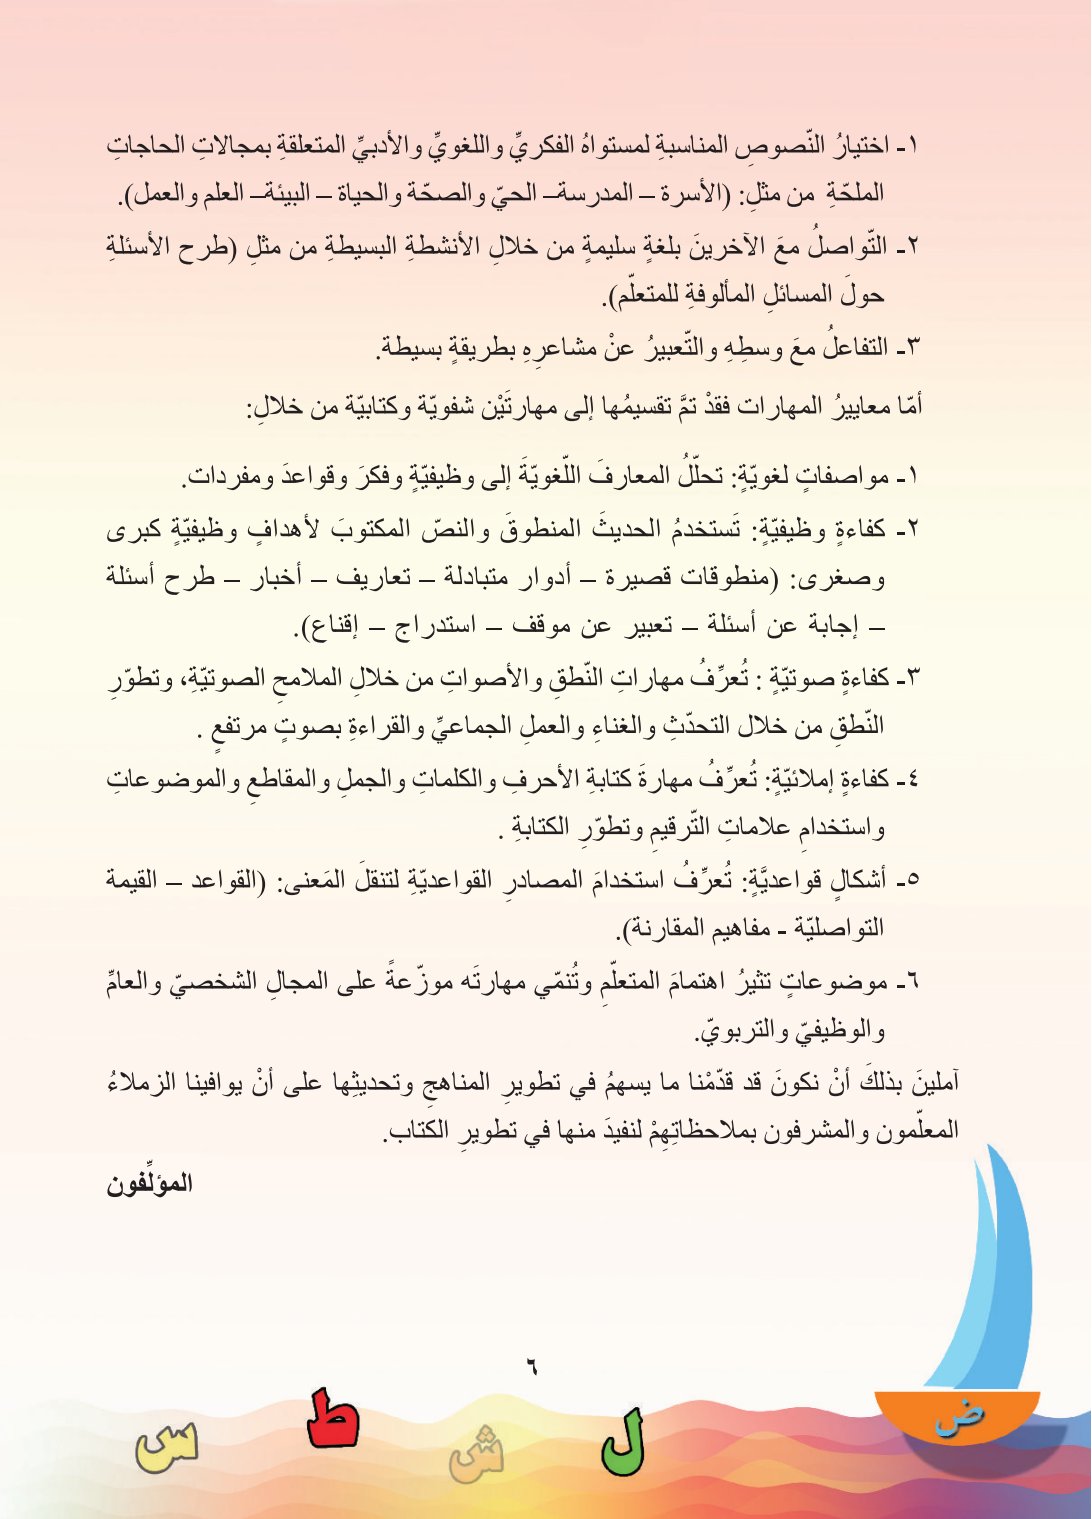 ١- اختيارُ النّصوصِ المناسبةِ لمستواهُ الفكريِّ واللغويِّ والأدبيِّ المتعلقةِ بمجالاتِ الحاجاتِ
الملحّةِ من مثلِ: (الأسرة – المدرسة– الحيّ والصحّة والحياة – البيئة– العلم والعمل).
٢- التّواصلُ معَ الآخرينَ بلغةٍ سليمةٍ من خلالِ الأنشطةِ البسيطةِ من مثلِ (طرح الأسئلةِ
حولَ المسائلِ المألوفةِ للمتعلّم).
٣- التفاعلُ معَ وسطِهِ والتّعبيرُ عنْ مشاعرِهِ بطريقةٍ بسيطة.
أمّا معاييرُ المهارات فقدْ تمَّ تقسيمُها إلى مهارتَيْن شفويّة وكتابيّة من خلالِ:
١- مواصفاتٍ لغويّةٍ: تحلّلُ المعارفَ اللّغويّةَ إلى وظيفيّةٍ وفكرَ وقواعدَ ومفردات.
٢- كفاءةٍ وظيفيّةٍ: تَستخدمُ الحديثَ المنطوقَ والنصّ المكتوبَ لأهدافٍ وظيفيّةٍ كبرى
وصغرى: (منطوقات قصيرة – أدوار متبادلة – تعاريف – أخبار – طرح أسئلة
– إجابة عن أسئلة – تعبير عن موقف – استدراج – إقناع).
٣- كفاءةٍ صوتيّةٍ : تُعرِّفُ مهاراتِ النّطقِ والأصواتِ من خلالِ الملامحِ الصوتيّةِ، وتطوّرِ
النّطقِ من خلال التحدّثِ والغناءِ والعملِ الجماعيِّ والقراءةِ بصوتٍ مرتفعٍ .
٤- كفاءةٍ إملائيّةٍ: تُعرِّفُ مهارةَ كتابةِ الأحرفِ والكلماتِ والجملِ والمقاطعِ والموضوعاتِ
واستخدامِ علاماتِ التّرقيمِ وتطوّرِ الكتابةِ .
٥- أشكالٍ قواعديَّةٍ: تُعرِّفُ استخدامَ المصادرِ القواعديّةِ لتنقلَ المَعنى: (القواعد – القيمة
التواصليّة - مفاهيم المقارنة).
٦- موضوعاتٍ تثيرُ اهتمامَ المتعلّمِ وتُنمّي مهارتَه موزّعةً على المجالِ الشخصيّ والعامِّ
والوظيفيّ والتربويّ.
آملينَ بذلكَ أنْ نكونَ قد قدّمْنا ما يسهمُ في تطويرِ المناهجِ وتحديثِها على أنْ يوافينا الزملاءُ
المعلّمون والمشرفون بملاحظاتِهِمْ لنفيدَ منها في تطويرِ الكتاب.
المؤلِّفون
٦
ض
ل
ش
ط
س